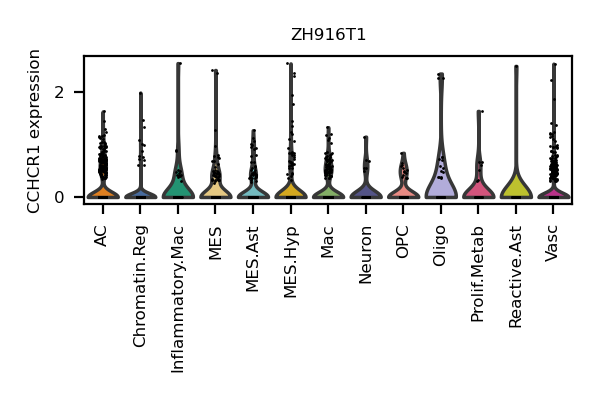 ZH916T1
CCHCR1 expression
2
0
AC
Chromatin.Reg
Inflammatory.Mac
MES
MES.Ast
MES.Hyp
Mac
Neuron
OPC
Oligo
Prolif.Metab
Reactive.Ast
Vasc